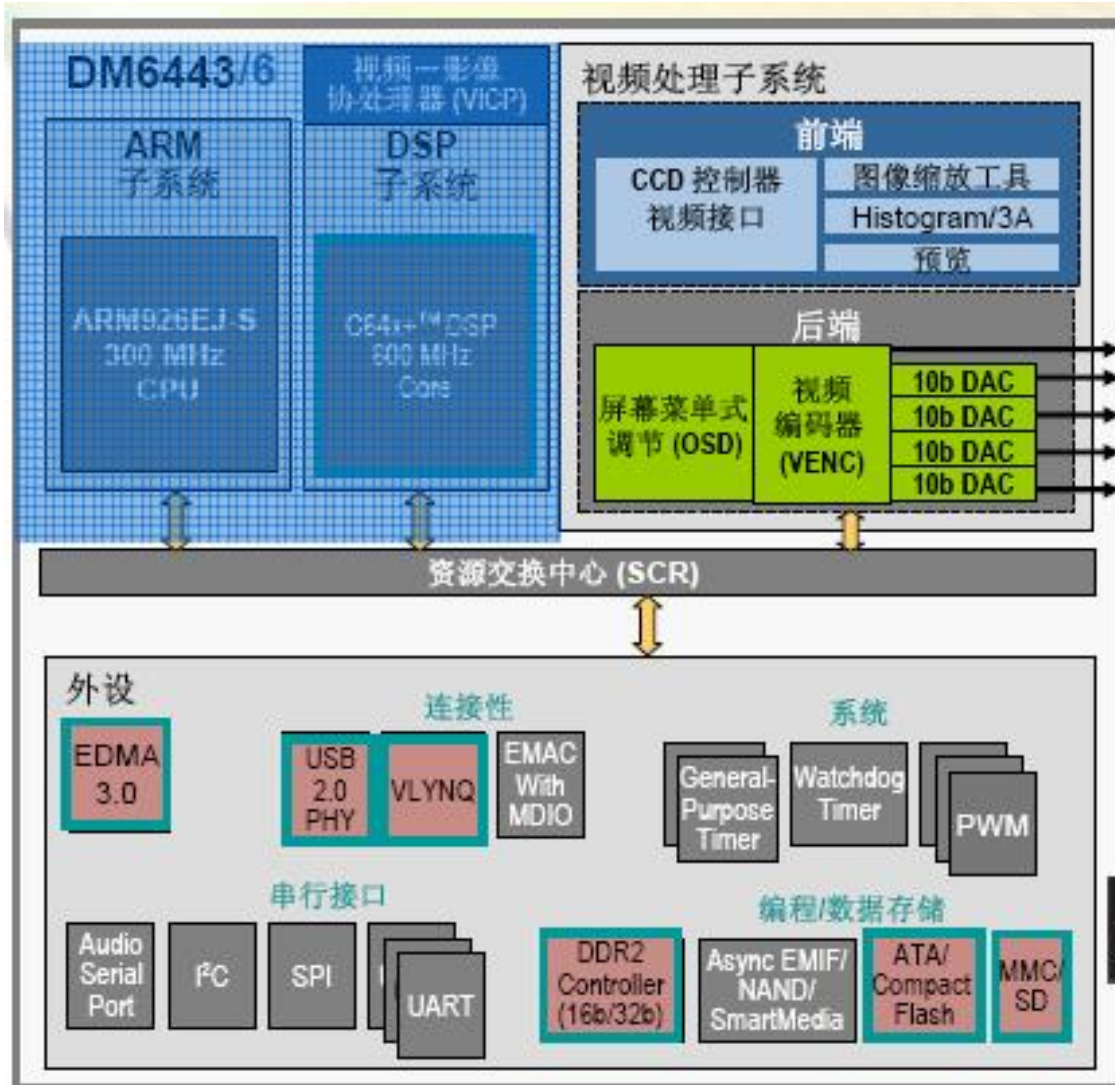 DM6443/6
视频—影像
协处理器 (VICP)
ARM
子系统
DSP
子系统
ARM926EJ-S
300 MHz
CPU
C64x+™DSP
600 MHz
Core
视频处理子系统
前端
CCD 控制器
视频接口
图像缩放工具
Histogram/3A
预览
后端
屏幕菜单式
调节 (OSD)
视频
编码器
(VENC)
10b DAC
10b DAC
10b DAC
10b DAC
资源交换中心 (SCR)
外设
EDMA
3.0
连接性
USB
2.0
PHY
VLYNQ
EMAC
With
MDIO
系统
General-
Purpose
Timer
Watchdog
Timer
PWM
串行接口
Audio
Serial
Port
I²C
SPI
UART
编程/数据存储
DDR2
Controller
(16b/32b)
Async EMIF/
NAND/
SmartMedia
ATA/
Compact
Flash
MMC/
SD